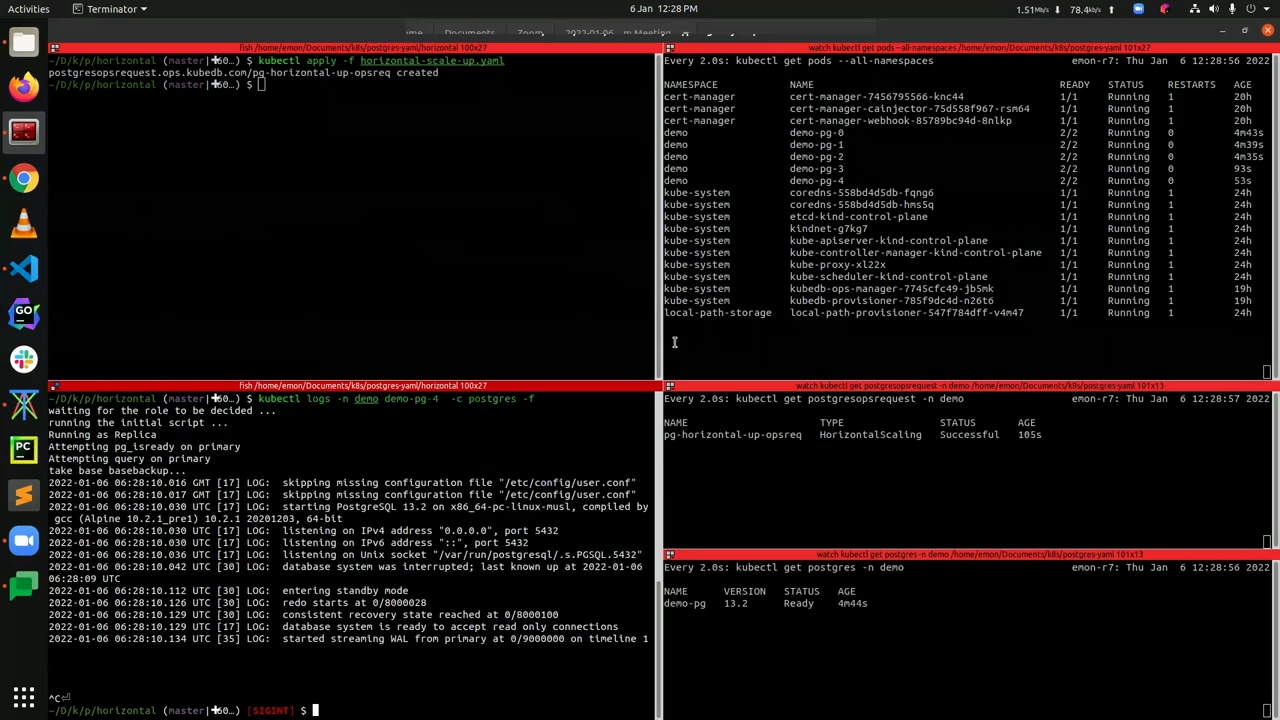 Activities
Terminator
6 Jan 12:28 PM
1.51Mb/s
78.4kb/s
Documents
Zoom
fish /home/emon/Documents/k8s/postgres-yaml/horizontal 100x27
~/D/k/p/horizontal (master|✚60…) $ kubectl apply -f horizontal-scale-up.yaml
postgresopsrequest.ops.kubedb.com/pg-horizontal-up-opsreq created
~/D/k/p/horizontal (master|✚60…) $
watch kubectl get pods --all-namespaces /home/emon/Documents/k8s/postgres-yaml 101x27
Every 2.0s: kubectl get pods --all-namespaces emon-r7: Thu Jan 6 12:28:56 2022
NAMESPACE NAME READY STATUS RESTARTS AGE
cert-manager cert-manager-7456795566-knc44 1/1 Running 1 20h
cert-manager cert-manager-cainjector-75d558f967-rsm64 1/1 Running 1 20h
cert-manager cert-manager-webhook-85789bc94d-8nlkp 1/1 Running 1 20h
demo demo-pg-0 2/2 Running 0 4m43s
demo demo-pg-1 2/2 Running 0 4m39s
demo demo-pg-2 2/2 Running 0 4m35s
demo demo-pg-3 2/2 Running 0 93s
demo demo-pg-4 2/2 Running 0 53s
kube-system coredns-558bd4d5db-fqng6 1/1 Running 1 24h
kube-system coredns-558bd4d5db-hms5q 1/1 Running 1 24h
kube-system etcd-kind-control-plane 1/1 Running 1 24h
kube-system kindnet-g7kg7 1/1 Running 1 24h
kube-system kube-apiserver-kind-control-plane 1/1 Running 1 24h
kube-system kube-controller-manager-kind-control-plane 1/1 Running 1 24h
kube-system kube-proxy-xl22x 1/1 Running 1 24h
kube-system kube-scheduler-kind-control-plane 1/1 Running 1 24h
kube-system kubedb-ops-manager-7745cfc49-jb5mk 1/1 Running 1 19h
kube-system kubedb-provisioner-785f9dc4d-n26t6 1/1 Running 1 19h
local-path-storage local-path-provisioner-547f784dff-v4m47 1/1 Running 1 24h
fish /home/emon/Documents/k8s/postgres-yaml/horizontal 100x27
~/D/k/p/horizontal (master|✚60…) $ kubectl logs -n demo demo-pg-4 -c postgres -f
waiting for the role to be decided ...
running the initial script ...
Running as Replica
Attempting pg_isready on primary
Attempting query on primary
take base basebackup...
2022-01-06 06:28:10.016 GMT [17] LOG: skipping missing configuration file "/etc/config/user.conf"
2022-01-06 06:28:10.017 UTC [17] LOG: skipping missing configuration file "/etc/config/user.conf"
2022-01-06 06:28:10.030 UTC [17] LOG: starting PostgreSQL 13.2 on x86_64-pc-linux-musl, compiled by
gcc (Alpine 10.2.1_pre1) 10.2.1 20201203, 64-bit
2022-01-06 06:28:10.030 UTC [17] LOG: listening on IPv4 address "0.0.0.0", port 5432
2022-01-06 06:28:10.030 UTC [17] LOG: listening on IPv6 address "::", port 5432
2022-01-06 06:28:10.036 UTC [17] LOG: listening on Unix socket "/var/run/postgresql/.s.PGSQL.5432"
2022-01-06 06:28:10.042 UTC [30] LOG: database system was interrupted; last known up at 2022-01-06
06:28:09 UTC
2022-01-06 06:28:10.112 UTC [30] LOG: entering standby mode
2022-01-06 06:28:10.126 UTC [30] LOG: redo starts at 0/8000028
2022-01-06 06:28:10.129 UTC [30] LOG: consistent recovery state reached at 0/8000100
2022-01-06 06:28:10.129 UTC [17] LOG: database system is ready to accept read only connections
2022-01-06 06:28:10.134 UTC [35] LOG: started streaming WAL from primary at 0/9000000 on timeline 1
^C⏎
~/D/k/p/horizontal (master|✚60…) [SIGINT] $
watch kubectl get postgresopsrequest -n demo /home/emon/Documents/k8s/postgres-yaml 101x13
Every 2.0s: kubectl get postgresopsrequest -n demo emon-r7: Thu Jan 6 12:28:57 2022
NAME TYPE STATUS AGE
pg-horizontal-up-opsreq HorizontalScaling Successful 105s
watch kubectl get postgres -n demo /home/emon/Documents/k8s/postgres-yaml 101x13
Every 2.0s: kubectl get postgres -n demo emon-r7: Thu Jan 6 12:28:56 2022
NAME VERSION STATUS AGE
demo-pg 13.2 Ready 4m44s
GO
PC